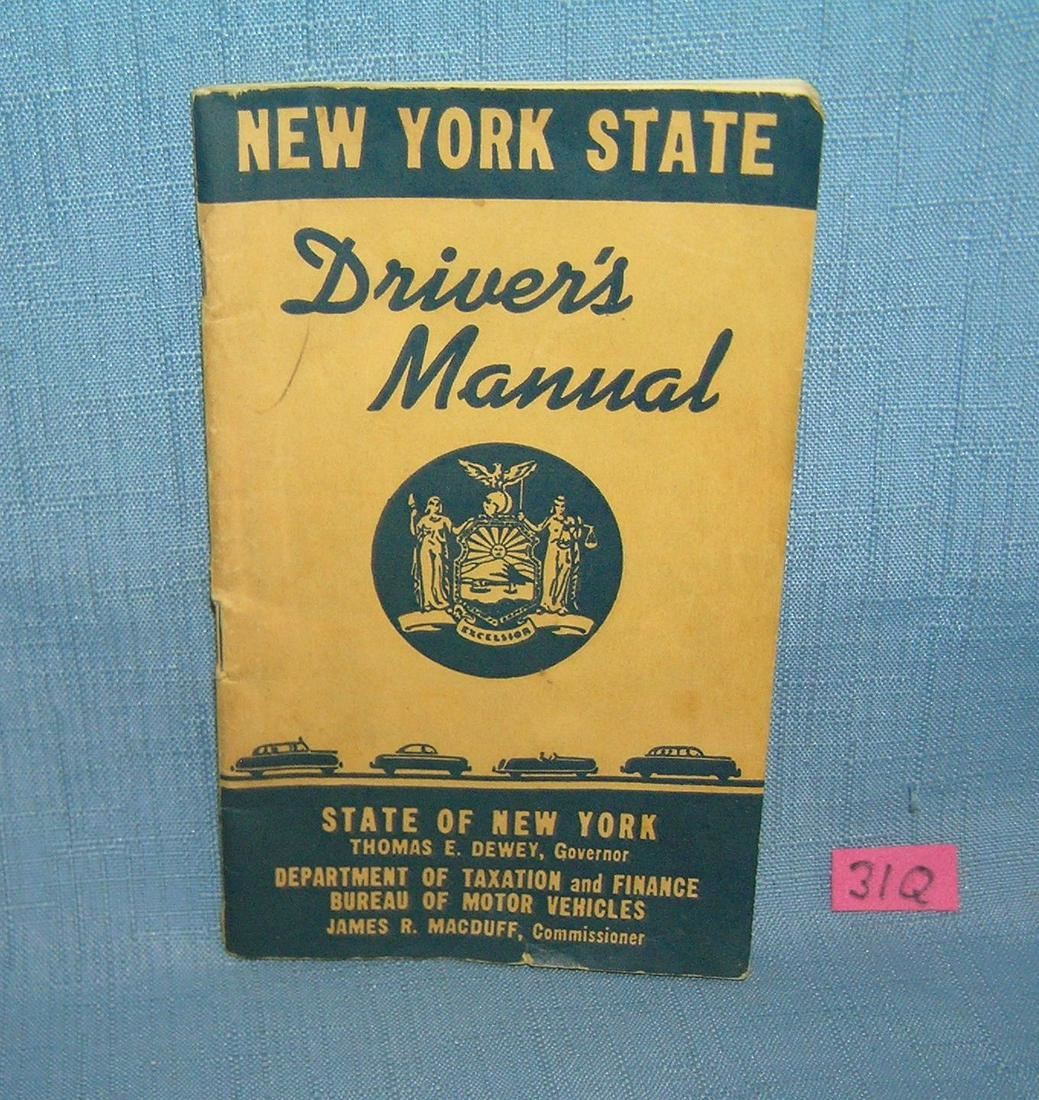 NEW YORK STATE
Driver's
Manual
EXCELSIOR
STATE OF NEW YORK
THOMAS E. DEWEY, Governor
DEPARTMENT OF TAXATION and FINANCE
BUREAU OF MOTOR VEHICLES
JAMES R. MACDUFF, Commissioner
31Q